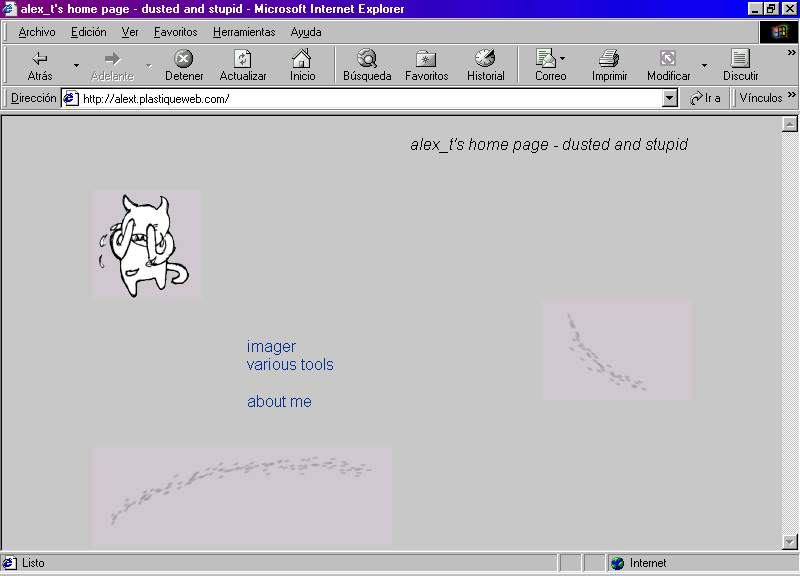 alex_t's home page - dusted and stupid - Microsoft Internet Explorer
Archivo Edición Ver Favoritos Herramientas Ayuda
Atrás Adelante Detener Actualizar Inicio Búsqueda Favoritos Historial Correo Imprimir Modificar Discutir »
Dirección http://alext.plastiqueweb.com/ Ir a Vínculos »
alex_t's home page - dusted and stupid
imager
various tools
about me
Listo Internet